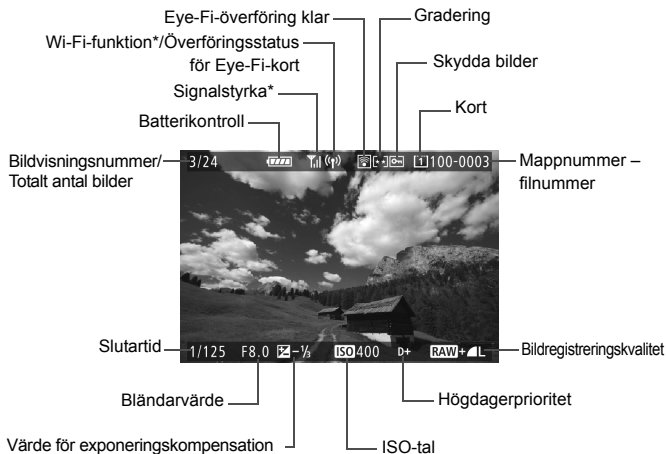 Eye-Fi-överföring klar
Gradering
Wi-Fi-funktion*/Överföringsstatus
för Eye-Fi-kort
Skydda bilder
Signalstyrka*
Kort
Batterikontroll
Bildvisningsnummer/
Totalt antal bilder
3/24
1
100-0003
Mappnummer –
filnummer
Slutartid
1/125 F8.0 -⅓ ISO 400 D+ RAW+L
Bildregistreringskvalitet
Bländarvärde
Högdagerprioritet
Värde för exponeringskompensation
ISO-tal